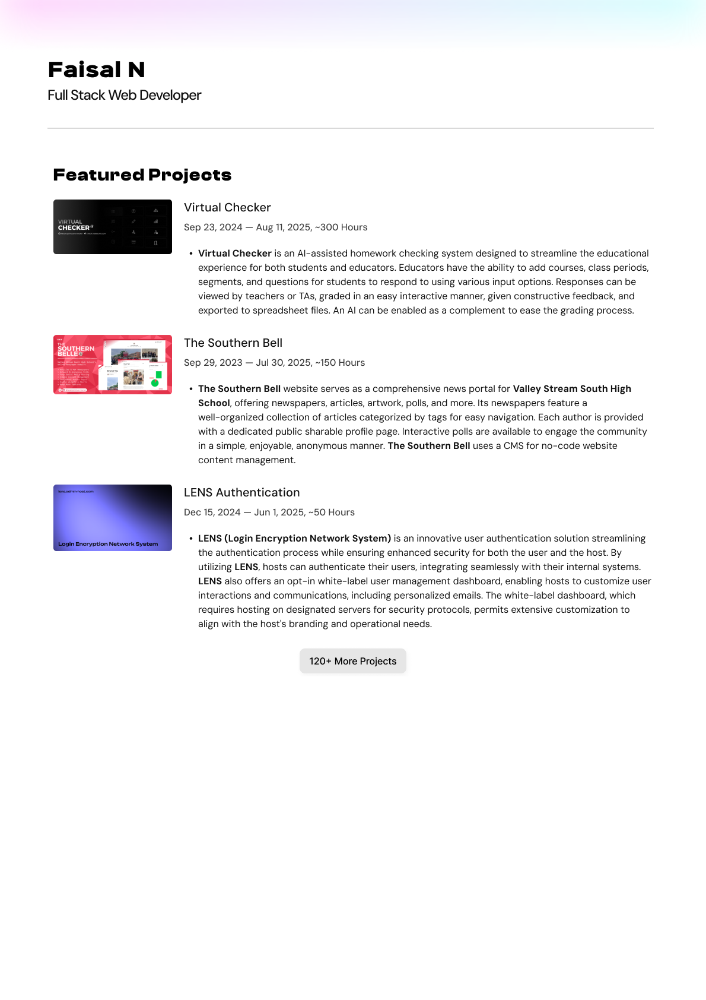 Faisal N
Full Stack Web Developer
Featured Projects
VIRTUAL
CHECKER
Virtual Checker
Sep 23, 2024 — Aug 11, 2025, ~300 Hours
• Virtual Checker is an AI-assisted homework checking system designed to streamline the educational
experience for both students and educators. Educators have the ability to add courses, class periods,
segments, and questions for students to respond to using various input options. Responses can be
viewed by teachers or TAs, graded in an easy interactive manner, given constructive feedback, and
exported to spreadsheet files. An AI can be enabled as a complement to ease the grading process.
THE
SOUTHERN
BELLE
The Southern Bell
Sep 29, 2023 — Jul 30, 2025, ~150 Hours
• The Southern Bell website serves as a comprehensive news portal for Valley Stream South High
School, offering newspapers, articles, artwork, polls, and more. Its newspapers feature a
well-organized collection of articles categorized by tags for easy navigation. Each author is provided
with a dedicated public sharable profile page. Interactive polls are available to engage the community
in a simple, enjoyable, anonymous manner. The Southern Bell uses a CMS for no-code website
content management.
lens.admin-host.com
Login Encryption Network System
LENS Authentication
Dec 15, 2024 — Jun 1, 2025, ~50 Hours
• LENS (Login Encryption Network System) is an innovative user authentication solution streamlining
the authentication process while ensuring enhanced security for both the user and the host. By
utilizing LENS, hosts can authenticate their users, integrating seamlessly with their internal systems.
LENS also offers an opt-in white-label user management dashboard, enabling hosts to customize user
interactions and communications, including personalized emails. The white-label dashboard, which
requires hosting on designated servers for security protocols, permits extensive customization to
align with the host's branding and operational needs.
120+ More Projects